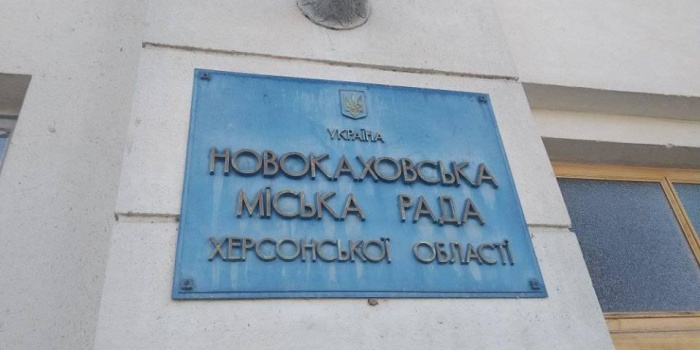 УКРАЇНА
НОВОКАХОВСЬКА
МІСЬКА РАДА
ХЕРСОНСЬКОЇ ОБЛАСТІ